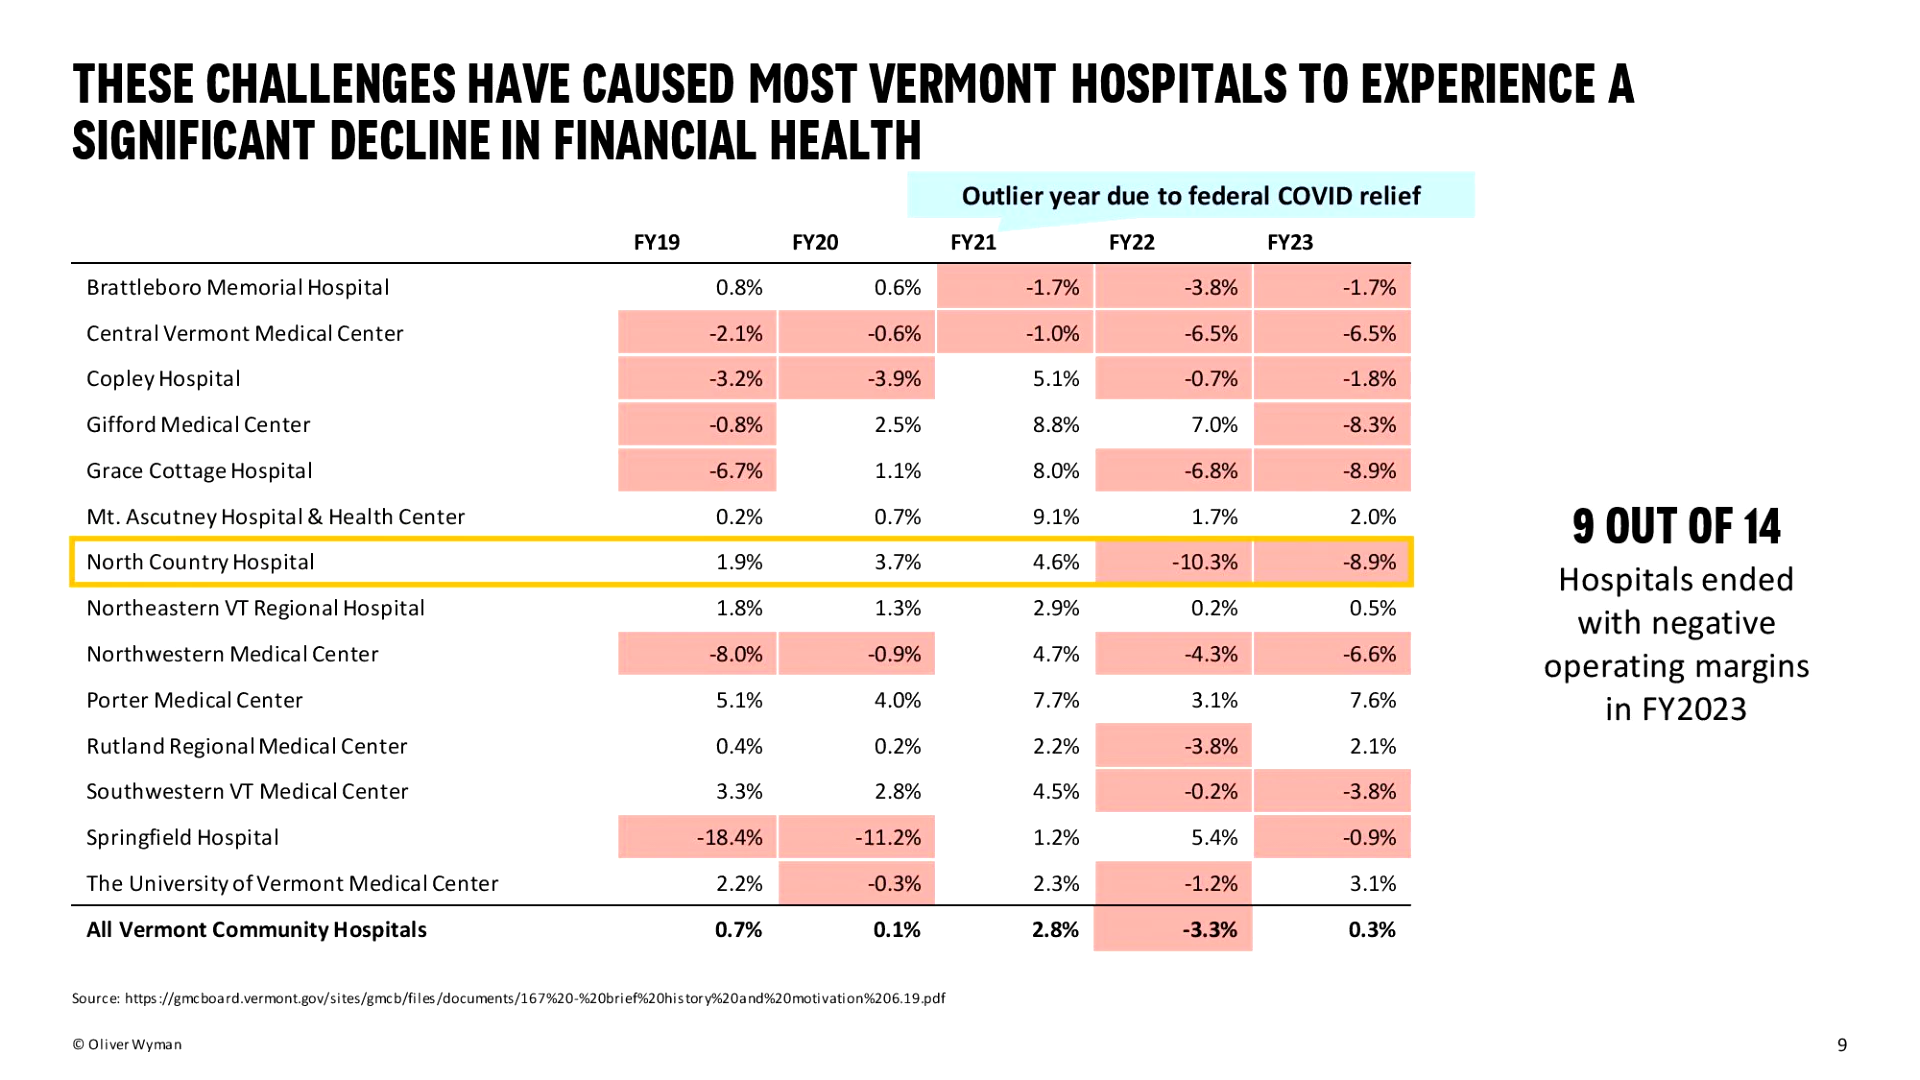 THESE CHALLENGES HAVE CAUSED MOST VERMONT HOSPITALS TO EXPERIENCE A
SIGNIFICANT DECLINE IN FINANCIAL HEALTH
Outlier year due to federal COVID relief
FY19 FY20 FY21 FY22 FY23
Brattleboro Memorial Hospital 0.8% 0.6% -1.7% -3.8% -1.7%
Central Vermont Medical Center -2.1% -0.6% -1.0% -6.5% -6.5%
Copley Hospital -3.2% -3.9% 5.1% -0.7% -1.8%
Gifford Medical Center -0.8% 2.5% 8.8% 7.0% -8.3%
Grace Cottage Hospital -6.7% 1.1% 8.0% -6.8% -8.9%
Mt. Ascutney Hospital & Health Center 0.2% 0.7% 9.1% 1.7% 2.0%
North Country Hospital 1.9% 3.7% 4.6% -10.3% -8.9%
Northeastern VT Regional Hospital 1.8% 1.3% 2.9% 0.2% 0.5%
Northwestern Medical Center -8.0% -0.9% 4.7% -4.3% -6.6%
Porter Medical Center 5.1% 4.0% 7.7% 3.1% 7.6%
Rutland Regional Medical Center 0.4% 0.2% 2.2% -3.8% 2.1%
Southwestern VT Medical Center 3.3% 2.8% 4.5% -0.2% -3.8%
Springfield Hospital -18.4% -11.2% 1.2% 5.4% -0.9%
The University of Vermont Medical Center 2.2% -0.3% 2.3% -1.2% 3.1%
All Vermont Community Hospitals 0.7% 0.1% 2.8% -3.3% 0.3%
9 OUT OF 14
Hospitals ended
with negative
operating margins
in FY2023
Source: https://gmcboard.vermont.gov/sites/gmcb/files/documents/167%20-%20brief%20history%20and%20motivation%206.19.pdf
© Oliver Wyman
9